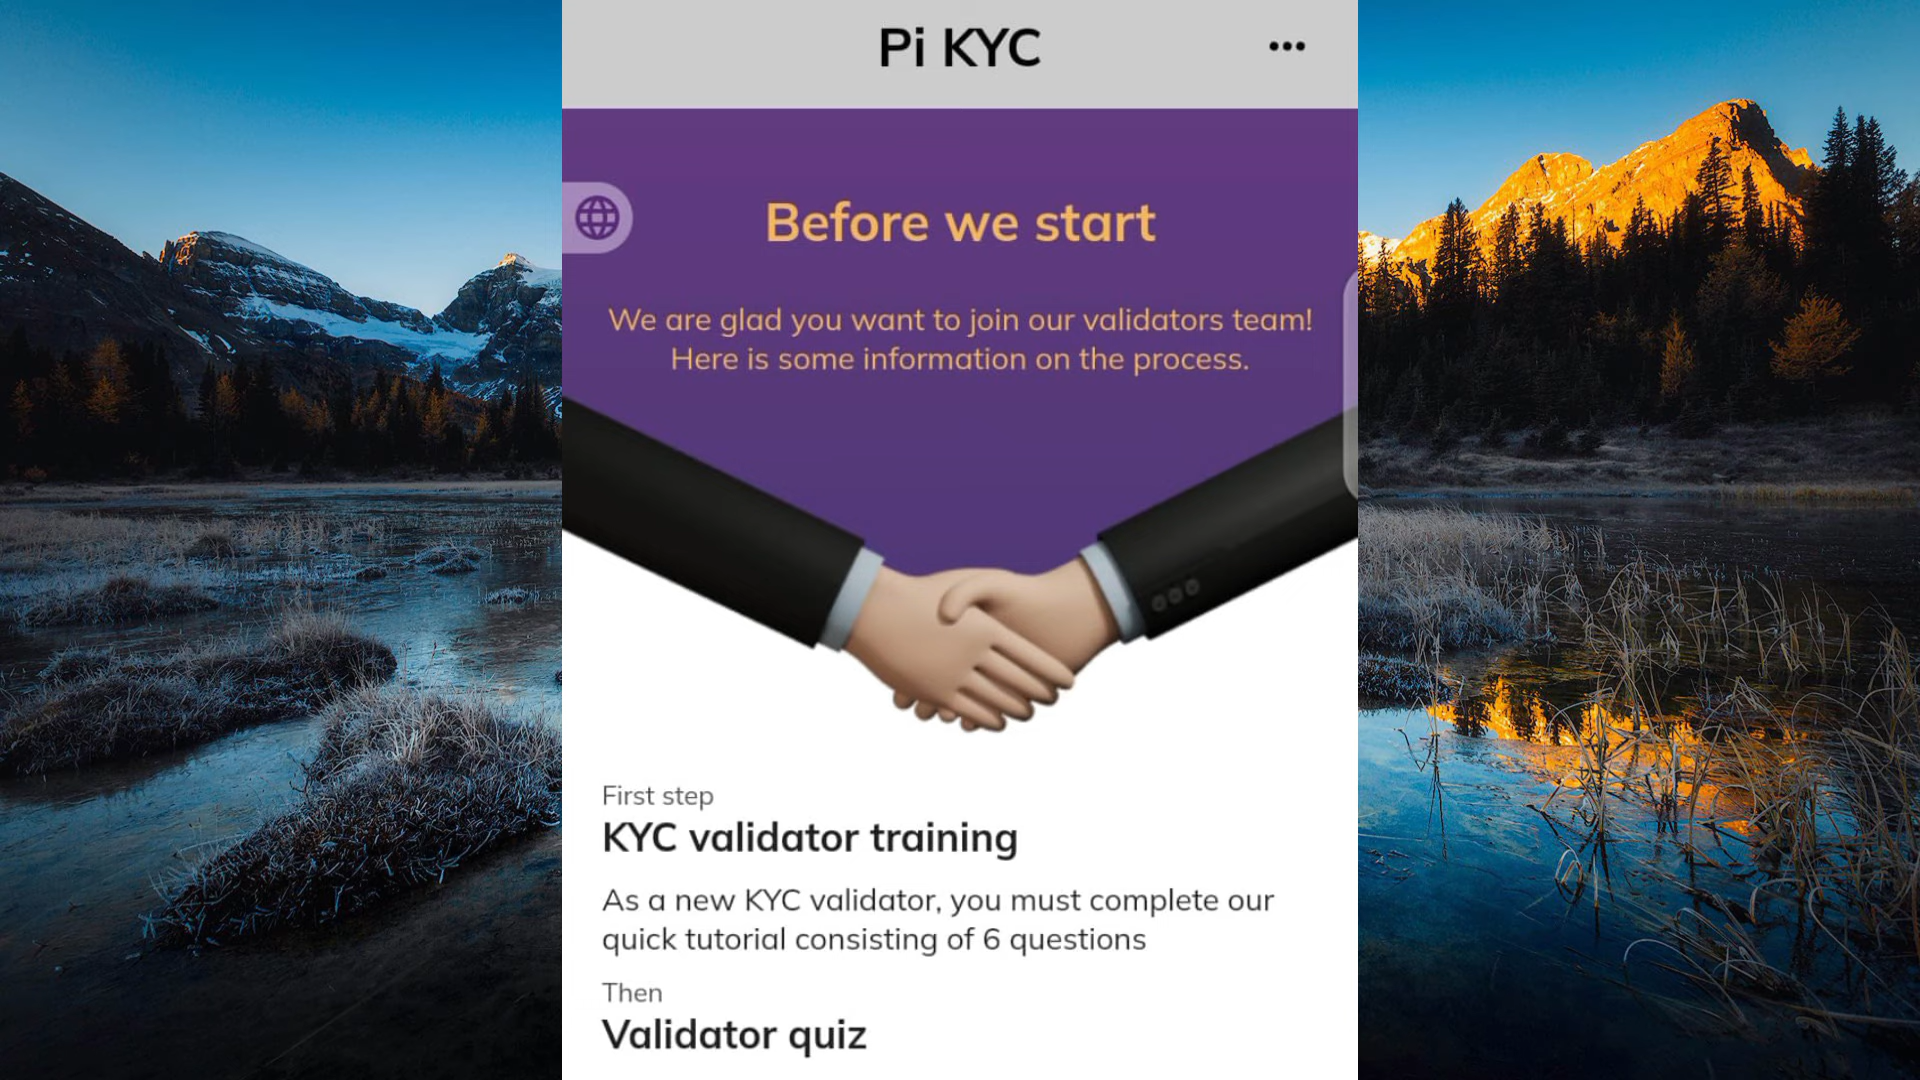 Pi KYC
Before we start
We are glad you want to join our validators team!
Here is some information on the process.
First step
KYC validator training
As a new KYC validator, you must complete our
quick tutorial consisting of 6 questions
Then
Validator quiz